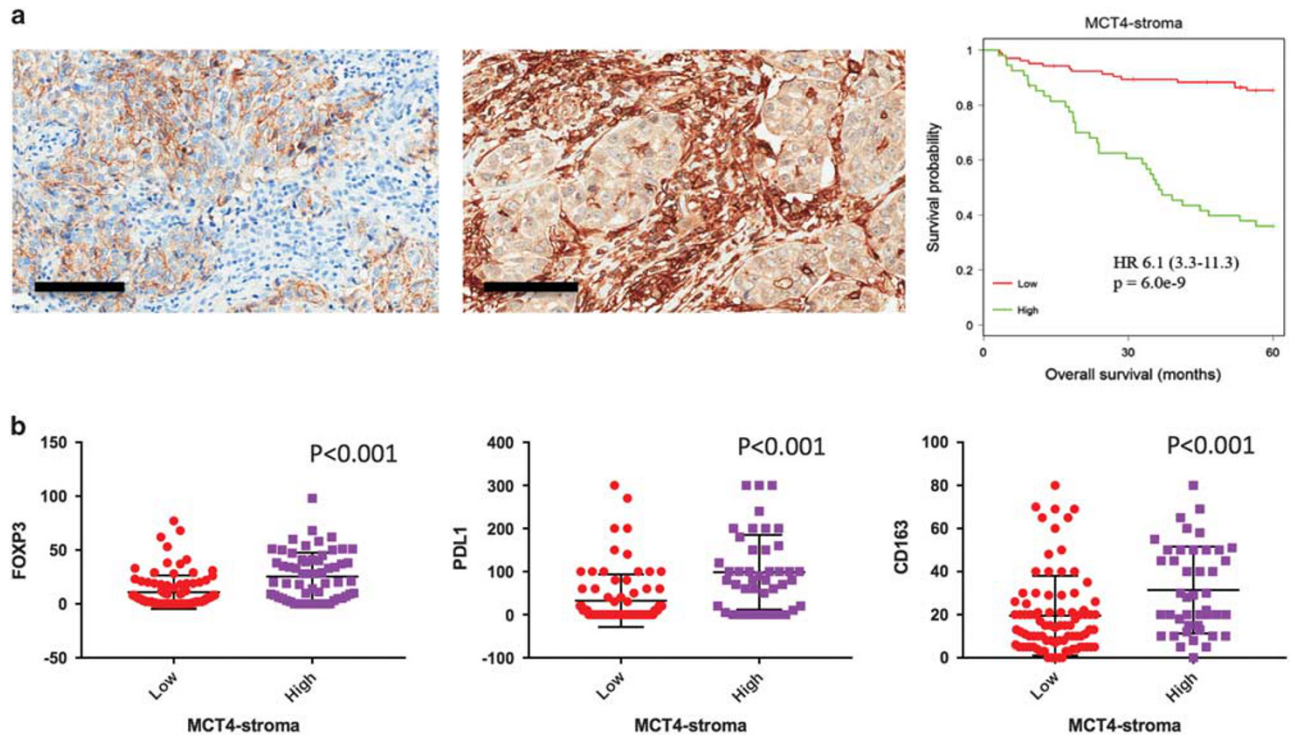 a
MCT4-stroma
Survival probability
1
0.8
0.6
0.4
0.2
0
HR 6.1 (3.3-11.3)
p = 6.0e-9
Low
High
0 30 60
Overall survival (months)
b
FOXP3
150
100
50
0
-50
P<0.001
Low High
MCT4-stroma
PDL1
400
300
200
100
0
-100
P<0.001
Low High
MCT4-stroma
CD163
100
80
60
40
20
0
P<0.001
Low High
MCT4-stroma